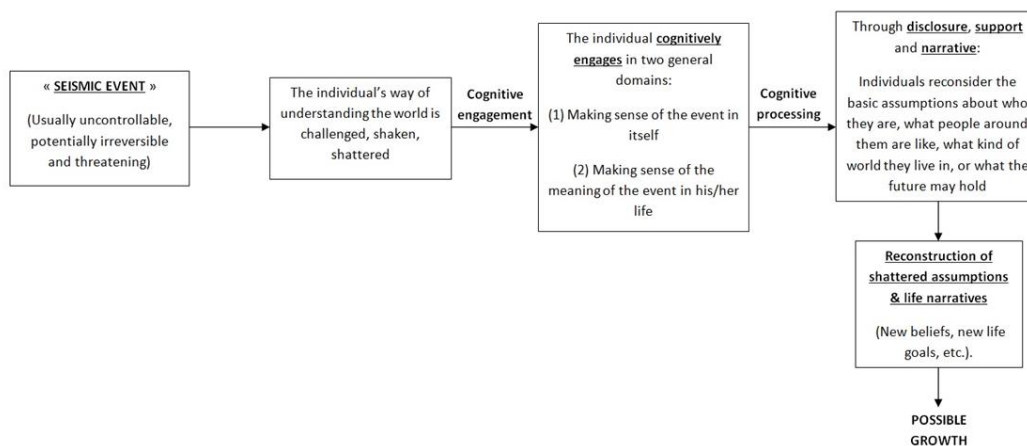 « SEISMIC EVENT »
(Usually uncontrollable,
potentially irreversible
and threatening)
The individual's way of
understanding the world is
challenged, shaken,
shattered
Cognitive
engagement
The individual cognitively
engages in two general
domains:
(1) Making sense of the event in
itself
(2) Making sense of the
meaning of the event in his/her
life
Cognitive
processing
Through disclosure, support
and narrative:
Individuals reconsider the
basic assumptions about who
they are, what people around
them are like, what kind of
world they live in, or what the
future may hold
Reconstruction of
shattered assumptions
& life narratives
(New beliefs, new life
goals, etc.).
POSSIBLE
GROWTH